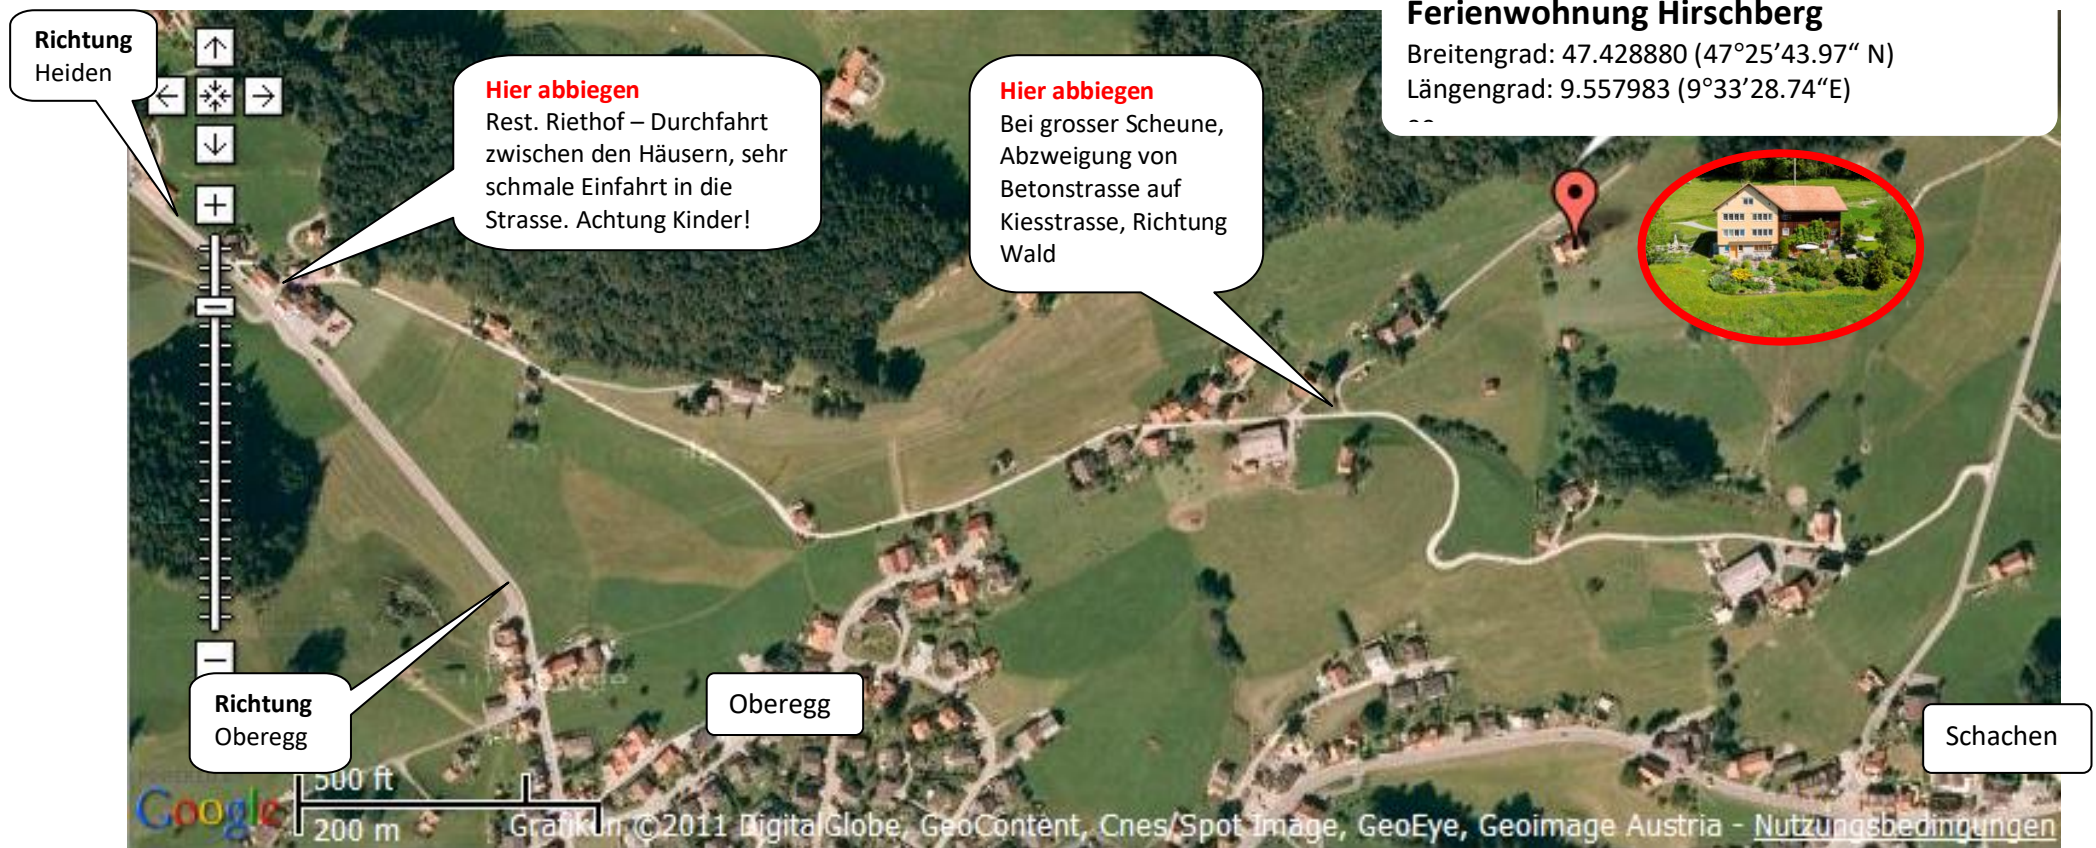 Richtung
Heiden
Hier abbiegen
Rest. Riethof – Durchfahrt
zwischen den Häusern, sehr
schmale Einfahrt in die
Strasse. Achtung Kinder!
Hier abbiegen
Bei grosser Scheune,
Abzweigung von
Betonstrasse auf
Kiesstrasse, Richtung
Wald
Ferienwohnung Hirschberg
Breitengrad: 47.428880 (47°25’43.97“ N)
Längengrad: 9.557983 (9°33’28.74“E)
Richtung
Oberegg
Oberegg
Schachen
500 ft
200 m
Google
Grafiken ©2011 DigitalGlobe, GeoContent, Cnes/Spot Image, GeoEye, Geoimage Austria - Nutzungsbedingungen